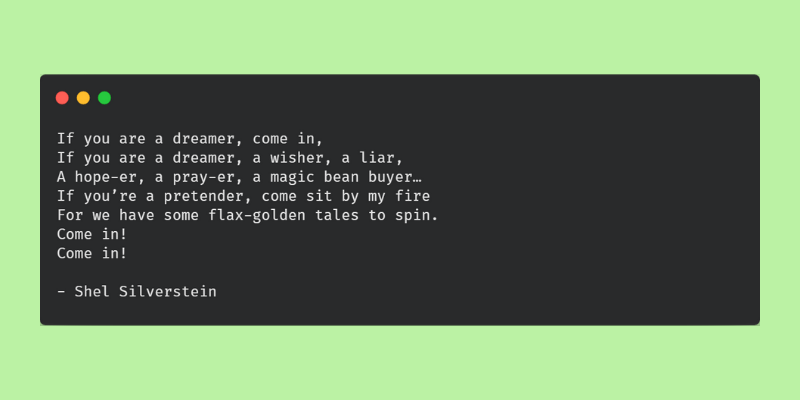 If you are a dreamer, come in,
If you are a dreamer, a wisher, a liar,
A hope-er, a pray-er, a magic bean buyer…
If you’re a pretender, come sit by my fire
For we have some flax-golden tales to spin.
Come in!
Come in!

- Shel Silverstein